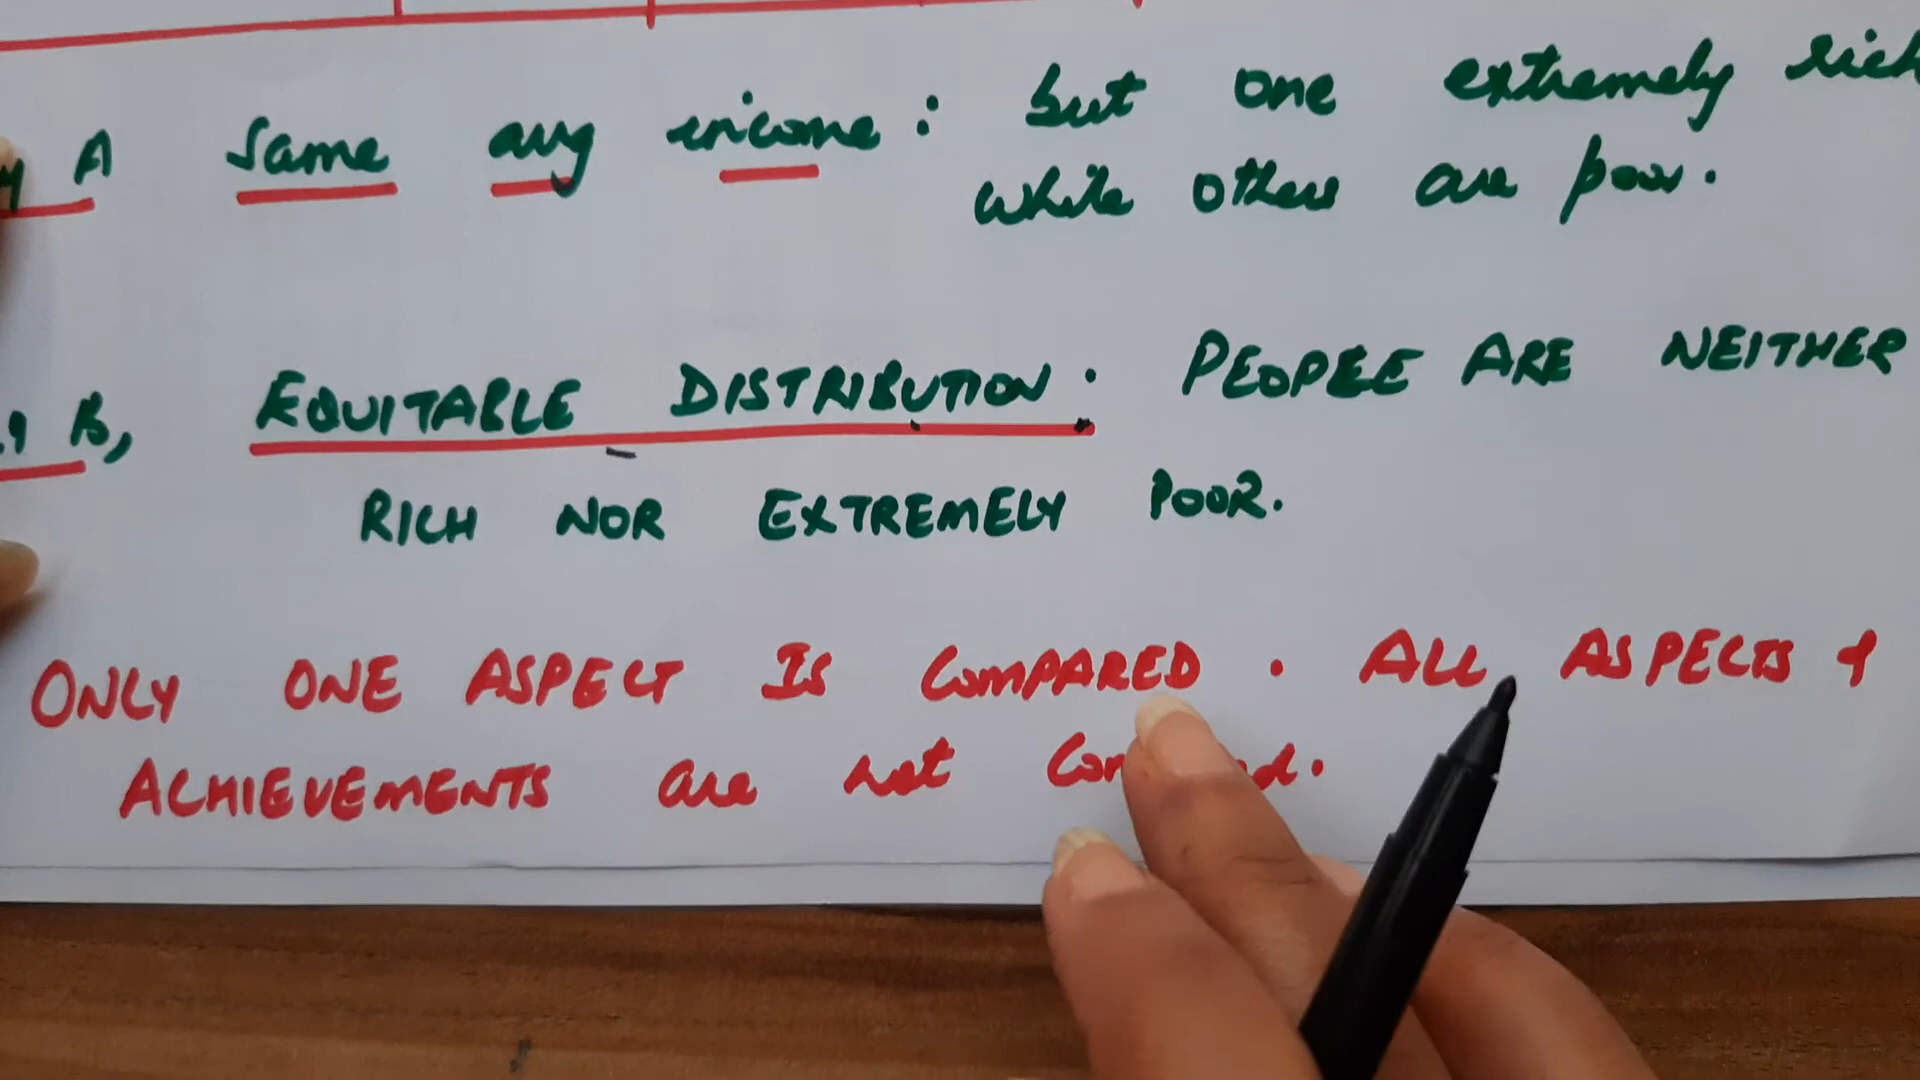 A same avg income : but one extremely rich
while others are poor.
B, EQUITABLE DISTRIBUTION. PEOPLE ARE NEITHER
RICH NOR EXTREMELY POOR.
ONLY ONE ASPECT IS COMPARED. ALL ASPECTS &
ACHIEVEMENTS are not